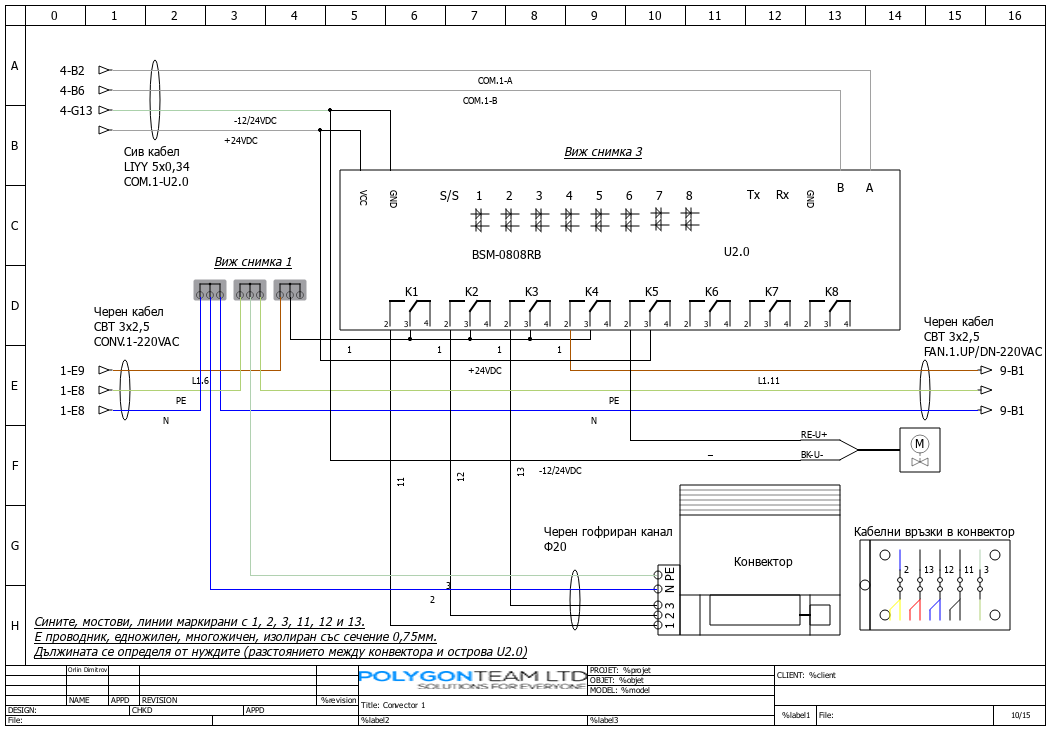 0 1 2 3 4 5 6 7 8 9 10 11 12 13 14 15 16
A
B
C
D
E
F
G
H
4-B2
4-B6
4-G13
COM.1-A
COM.1-B
-12/24VDC
+24VDC
Сив кабел
LIYY 5x0,34
COM.1-U2.0
Виж снимка 3
VCC GND S/S 1 2 3 4 5 6 7 8 Tx Rx GND B A
BSM-0808RB U2.0
K1 K2 K3 K4 K5 K6 K7 K8
2 3 4 2 3 4 2 3 4 2 3 4 2 3 4 2 3 4 2 3 4 2 3 4
Виж снимка 1
Черен кабел
СВТ 3x2,5
CONV.1-220VAC
1-E9
1-E8
1-E8
L1.6
PE
N
1 1 1 1
+24VDC
Черен кабел
СВТ 3x2,5
FAN.1.UP/DN-220VAC
9-B1
9-B1
L1.11
PE
N
RE-U+
BK-U-
M
–
-12/24VDC
11 12 13
Черен гофриран канал
Ф20
3
2
1 2 3 N PE
Конвектор
Кабелни връзки в конвектор
2 13 12 11 3
Сините, мостови, линии маркирани с 1, 2, 3, 11, 12 и 13.
Е проводник, едножилен, многожичен, изолиран със сечение 0,75мм.
Дължината се определя от нуждите (разстоянието между конвектора и острова U2.0)
Orlin Dimitrov
NAME APPD REVISION %revision
DESIGN: CHKD APPD
File:
POLYGONTEAM LTD
SOLUTIONS FOR EVERYONE
Title: Convector 1
%label2
%label3
PROJET: %projet
OBJET: %objet
MODEL: %model
CLIENT: %client
%label1 File: 10/15